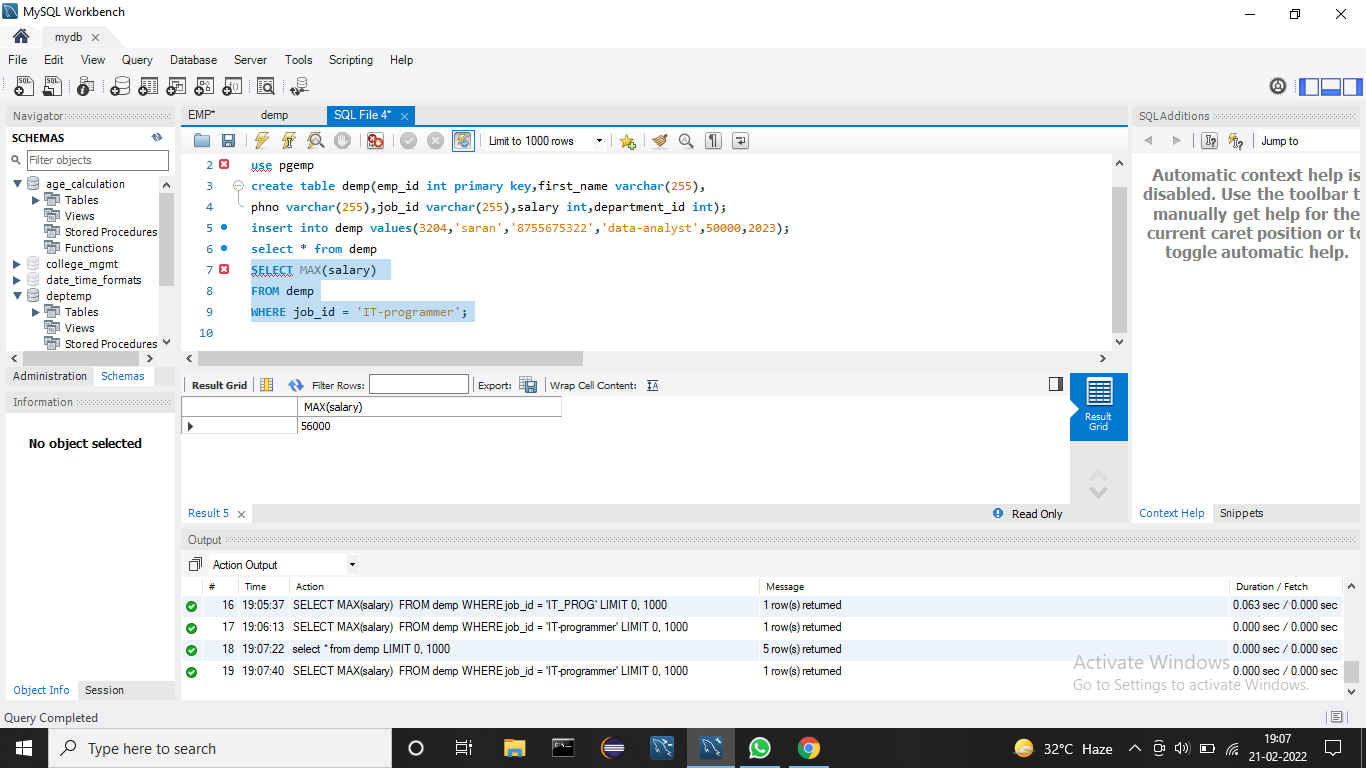 MySQL Workbench
mydb
File Edit View Query Database Server Tools Scripting Help
Navigator
SCHEMAS
Filter objects
age_calculation
Tables
Views
Stored Procedures
Functions
college_mgmt
date_time_formats
deptemp
Tables
Views
Stored Procedures
Administration Schemas
Information
No object selected
Object Info Session
EMP* demp SQL File 4*
Limit to 1000 rows
2 use pgemp
3 create table demp(emp_id int primary key,first_name varchar(255),
4 phno varchar(255),job_id varchar(255),salary int,department_id int);
5 insert into demp values(3204,'saran','8755675322','data-analyst',50000,2023);
6 select * from demp
7 SELECT MAX(salary)
8 FROM demp
9 WHERE job_id = 'IT-programmer';
10
Result Grid Filter Rows: Export: Wrap Cell Content:
MAX(salary)
56000
Result Grid
Result 5
Read Only
SQLAdditions
Jump to
Automatic context help is
disabled. Use the toolbar t
manually get help for the
current caret position or to
toggle automatic help.
Context Help Snippets
Output
Action Output
# Time Action Message Duration / Fetch
16 19:05:37 SELECT MAX(salary) FROM demp WHERE job_id = 'IT_PROG' LIMIT 0, 1000 1 row(s) returned 0.063 sec / 0.000 sec
17 19:06:13 SELECT MAX(salary) FROM demp WHERE job_id = 'IT-programmer' LIMIT 0, 1000 1 row(s) returned 0.000 sec / 0.000 sec
18 19:07:22 select * from demp LIMIT 0, 1000 5 row(s) returned 0.000 sec / 0.000 sec
19 19:07:40 SELECT MAX(salary) FROM demp WHERE job_id = 'IT-programmer' LIMIT 0, 1000 1 row(s) returned 0.000 sec / 0.000 sec
Activate Windows
Go to Settings to activate Windows.
Query Completed
Type here to search
32°C Haze
19:07
21-02-2022